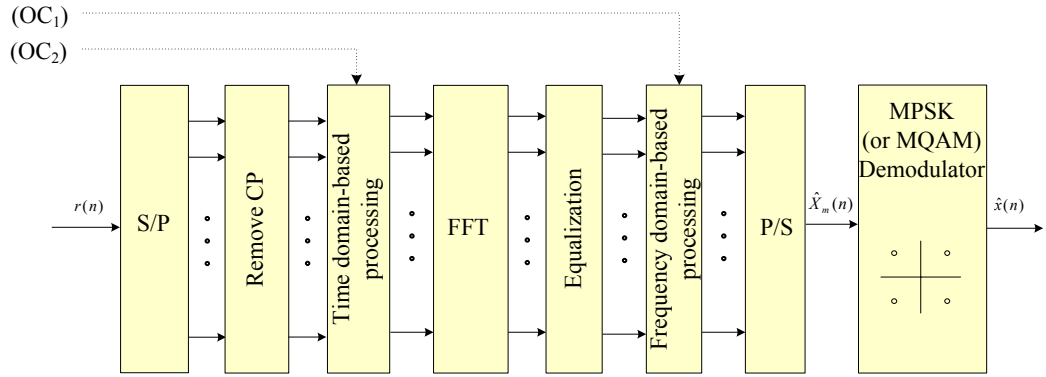 (OC₁)
(OC₂)
r(n)
S/P
Remove CP
Time domain-based
processing
FFT
Equalization
Frequency domain-based
processing
P/S
X̂ₘ(n)
MPSK
(or MQAM)
Demodulator
x̂(n)